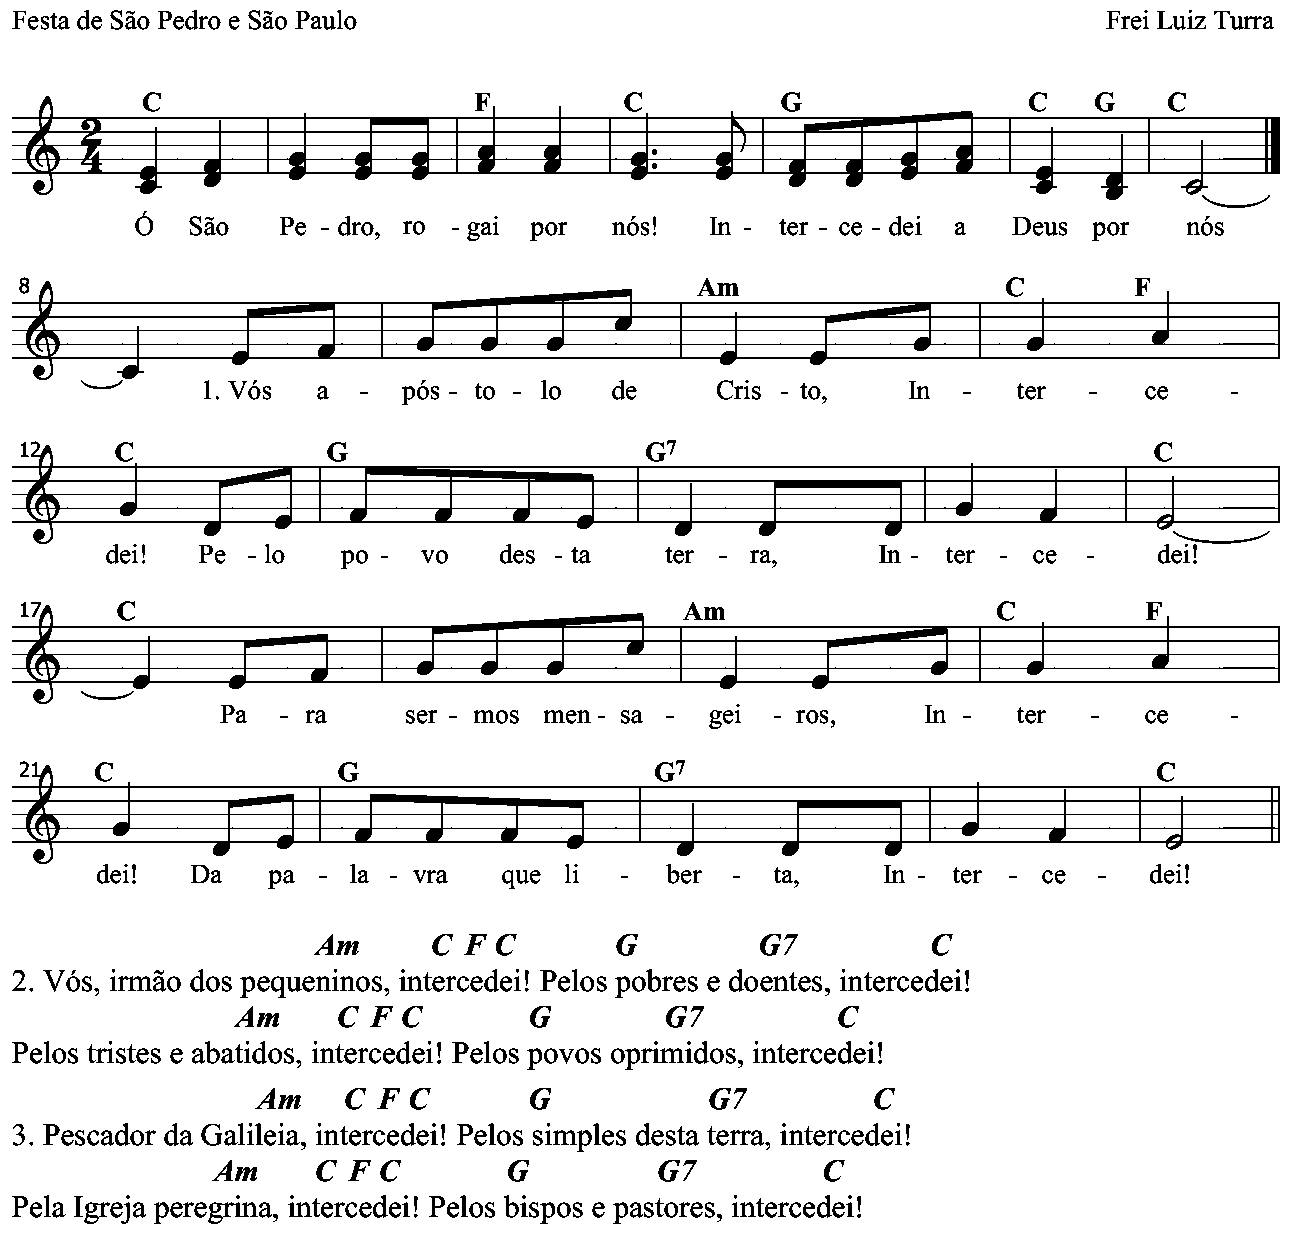 Festa de São Pedro e São Paulo Frei Luiz Turra
C F C G C G C
2
4
Ó São Pe - dro, ro - gai por nós! In - ter - ce - dei a Deus por nós
8 Am C F
1. Vós a - pós - to - lo de Cris - to, In - ter - ce -
12 C G G7 C
dei! Pe - lo po - vo des - ta ter - ra, In - ter - ce - dei!
17 C Am C F
Pa - ra ser - mos men - sa - gei - ros, In - ter - ce -
21 C G G7 C
dei! Da pa - la - vra que li - ber - ta, In - ter - ce - dei!
Am C F C G G7 C
2. Vós, irmão dos pequeninos, intercedei! Pelos pobres e doentes, intercedei!
Am C F C G G7 C
Pelos tristes e abatidos, intercedei! Pelos povos oprimidos, intercedei!
Am C F C G G7 C
3. Pescador da Galileia, intercedei! Pelos simples desta terra, intercedei!
Am C F C G G7 C
Pela Igreja peregrina, intercedei! Pelos bispos e pastores, intercedei!